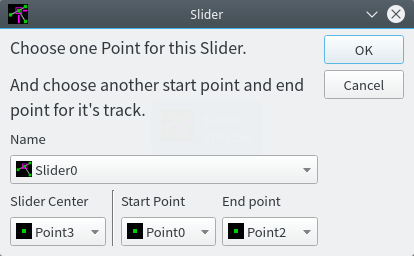 Slider
Choose one Point for this Slider.
OK
And choose another start point and end
point for it's track.
Cancel
Name
Slider0
Slider Center
Start Point
End point
Point3
Point0
Point2